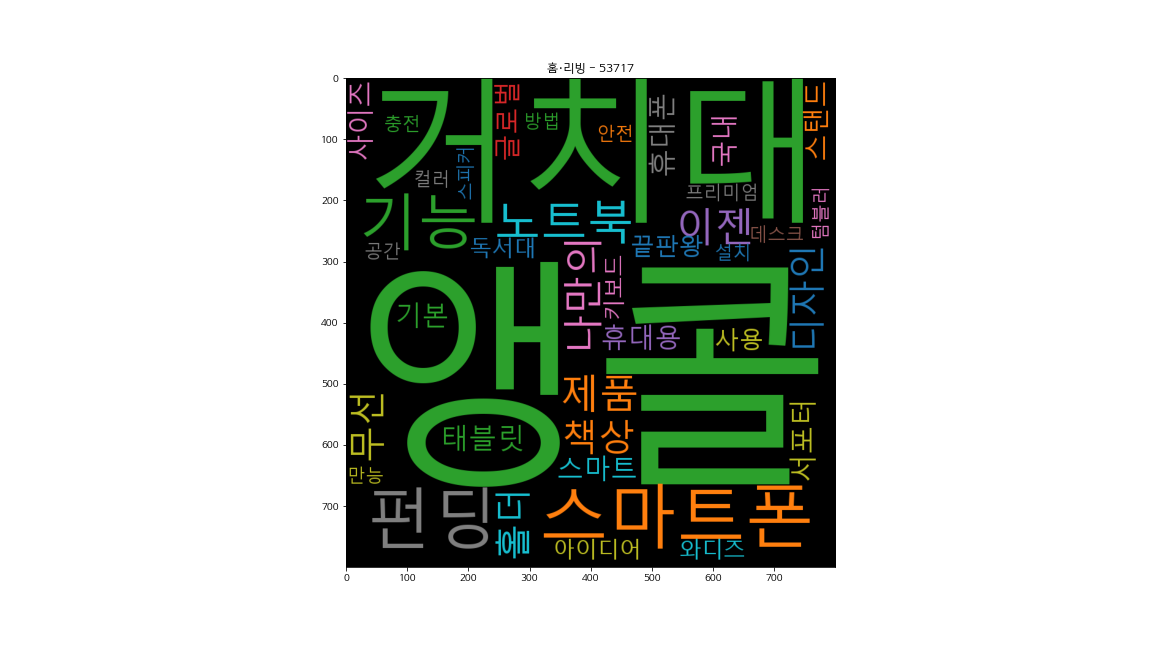 홈·리빙 - 53717
거치대
사이즈
충전
글로벌
방법
안전
휴대폰
국내
스탠드
컬러
스피커
프리미엄
텀블러
기능
노트북
이젠
데스크
공간
독서대
끝판왕
설치
나만의
키보드
디자인
앵글
기본
휴대용
사용
제품
책상
무선
태블릿
서포터
만능
스마트
펀딩
홀더
스마트폰
아이디어
와디즈
0
100
200
300
400
500
600
700
0 100 200 300 400 500 600 700